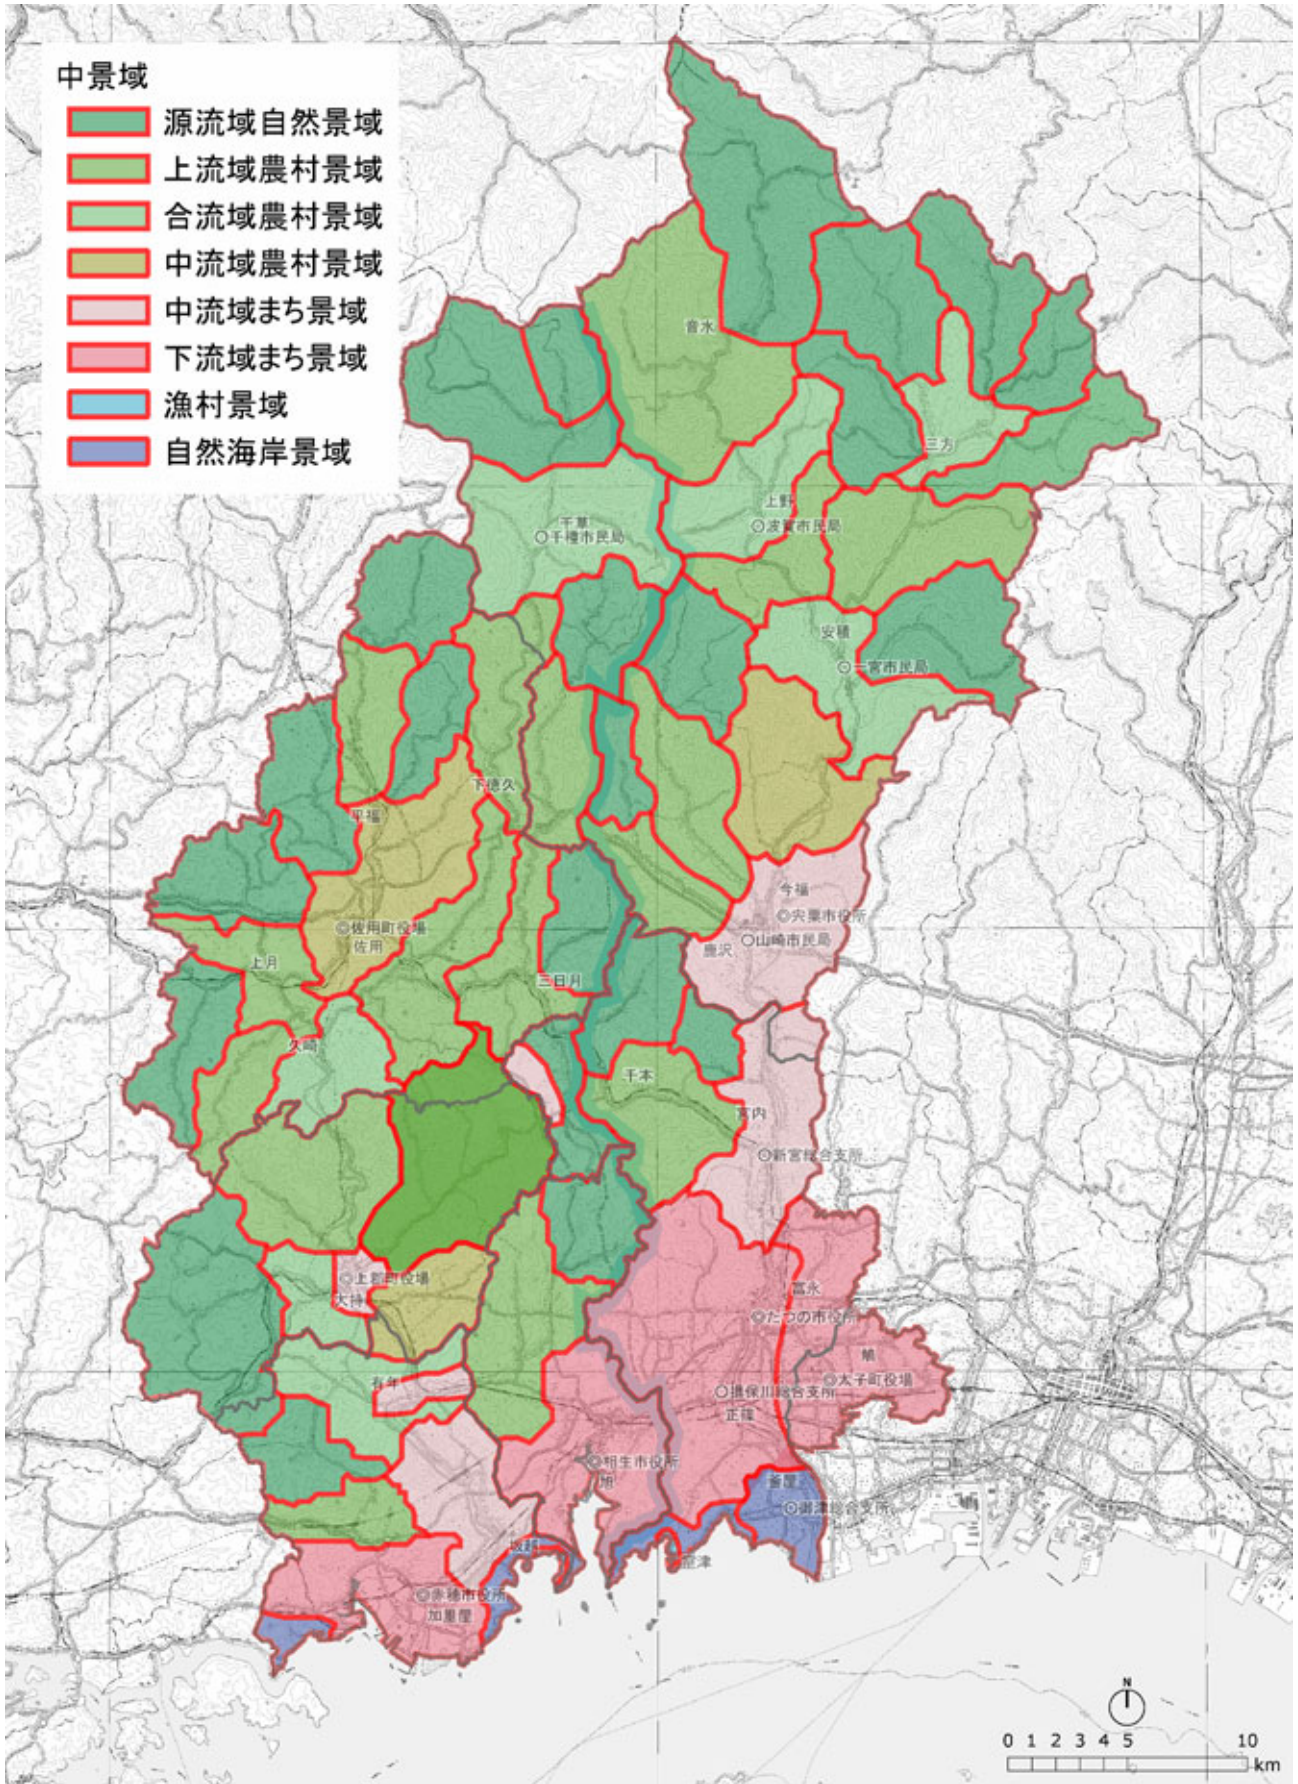 中景域
源流域自然景域
上流域農村景域
合流域農村景域
中流域農村景域
中流域まち景域
下流域まち景域
漁村景域
自然海岸景域
音水
三方
上野
○波賀市民局
千草
○千種市民局
安積
○一宮市民局
下徳久
平福
今福
◎宍粟市役所
○山崎市民局
鹿沢
◎佐用町役場
佐用
上月
三日月
久崎
千本
宮内
○新宮総合支所
◎上郡町役場
大持
富永
◎たつの市役所
鵤
◎太子町役場
有年
○揖保川総合支所
正條
◎相生市役所
旭
釜屋
○御津総合支所
坂越
室津
◎赤穂市役所
加里屋
N
0 1 2 3 4 5 10
km